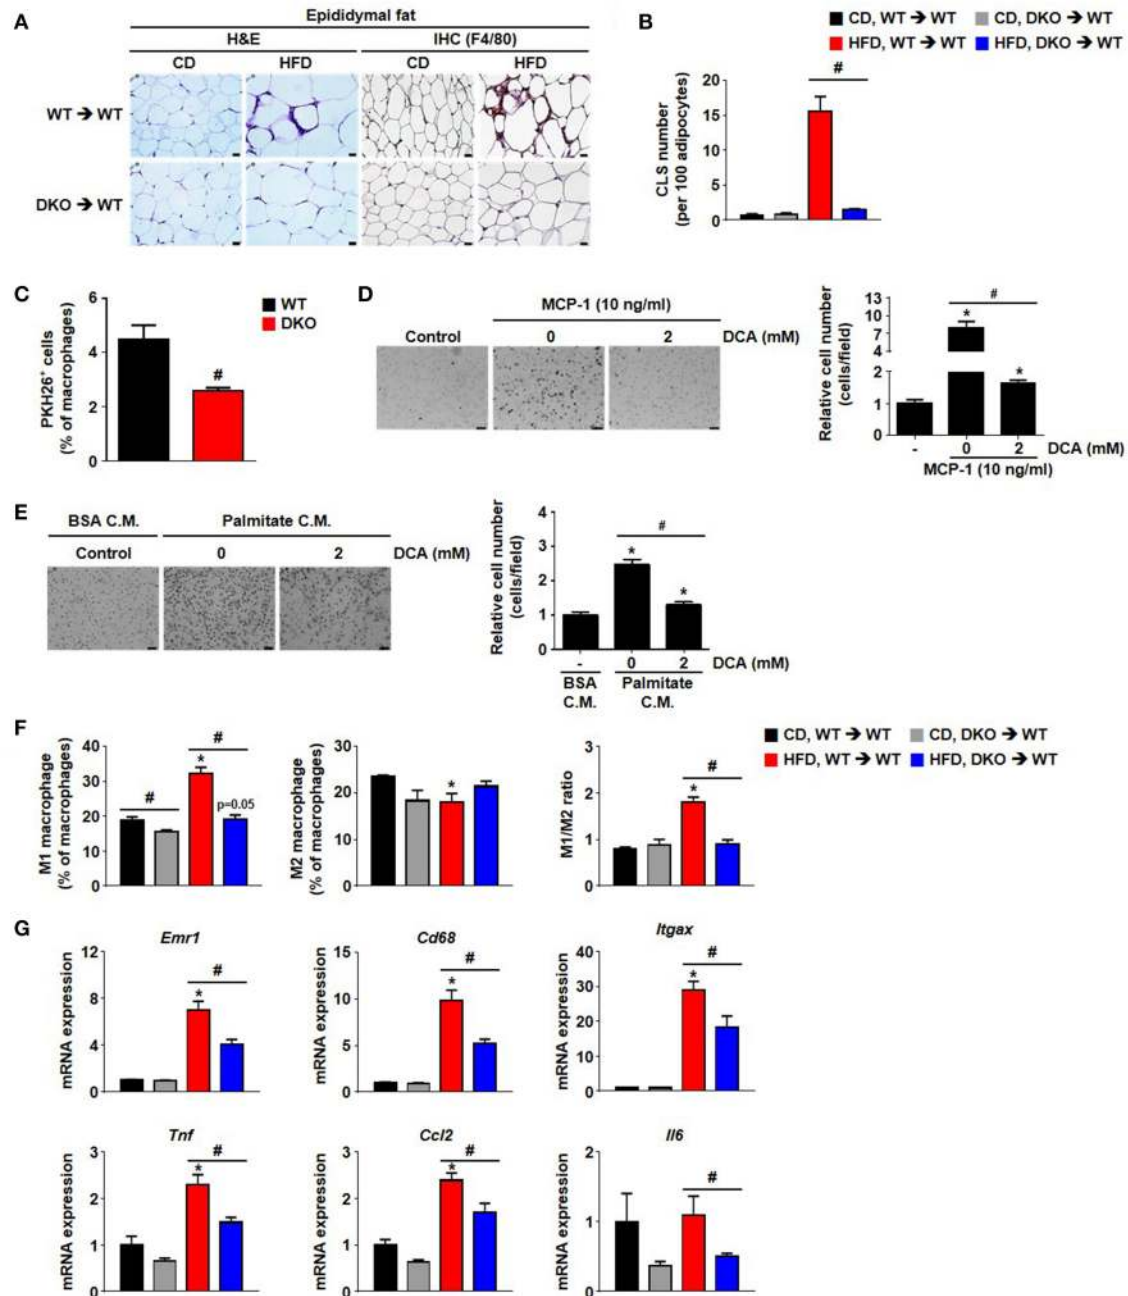 A
Epididymal fat
H&E
IHC (F4/80)
CD
HFD
CD
HFD
WT ➔ WT
DKO ➔ WT
B
CD, WT ➔ WT
CD, DKO ➔ WT
HFD, WT ➔ WT
HFD, DKO ➔ WT
CLS number
(per 100 adipocytes)
20
15
10
5
0
#
C
PKH26+ cells
(% of macrophages)
6
4
2
0
#
WT
DKO
D
MCP-1 (10 ng/ml)
Control
0
2
DCA (mM)
Relative cell number
(cells/field)
13
10
7
4
2
1
0
*
*
#
-
0
2
DCA (mM)
MCP-1 (10 ng/ml)
E
BSA C.M.
Palmitate C.M.
Control
0
2
DCA (mM)
Relative cell number
(cells/field)
4
3
2
1
0
*
*
#
-
0
2
DCA (mM)
BSA
C.M.
Palmitate
C.M.
F
M1 macrophage
(% of macrophages)
40
30
20
10
0
#
*
#
p=0.05
M2 macrophage
(% of macrophages)
30
20
10
0
*
M1/M2 ratio
3
2
1
0
*
#
CD, WT ➔ WT
CD, DKO ➔ WT
HFD, WT ➔ WT
HFD, DKO ➔ WT
G
Emr1
mRNA expression
12
8
4
0
*
#
Cd68
mRNA expression
15
10
5
0
*
#
Itgax
mRNA expression
40
30
20
10
0
*
#
Tnf
mRNA expression
3
2
1
0
*
#
Ccl2
mRNA expression
3
2
1
0
*
#
Il6
mRNA expression
2
1
0
#